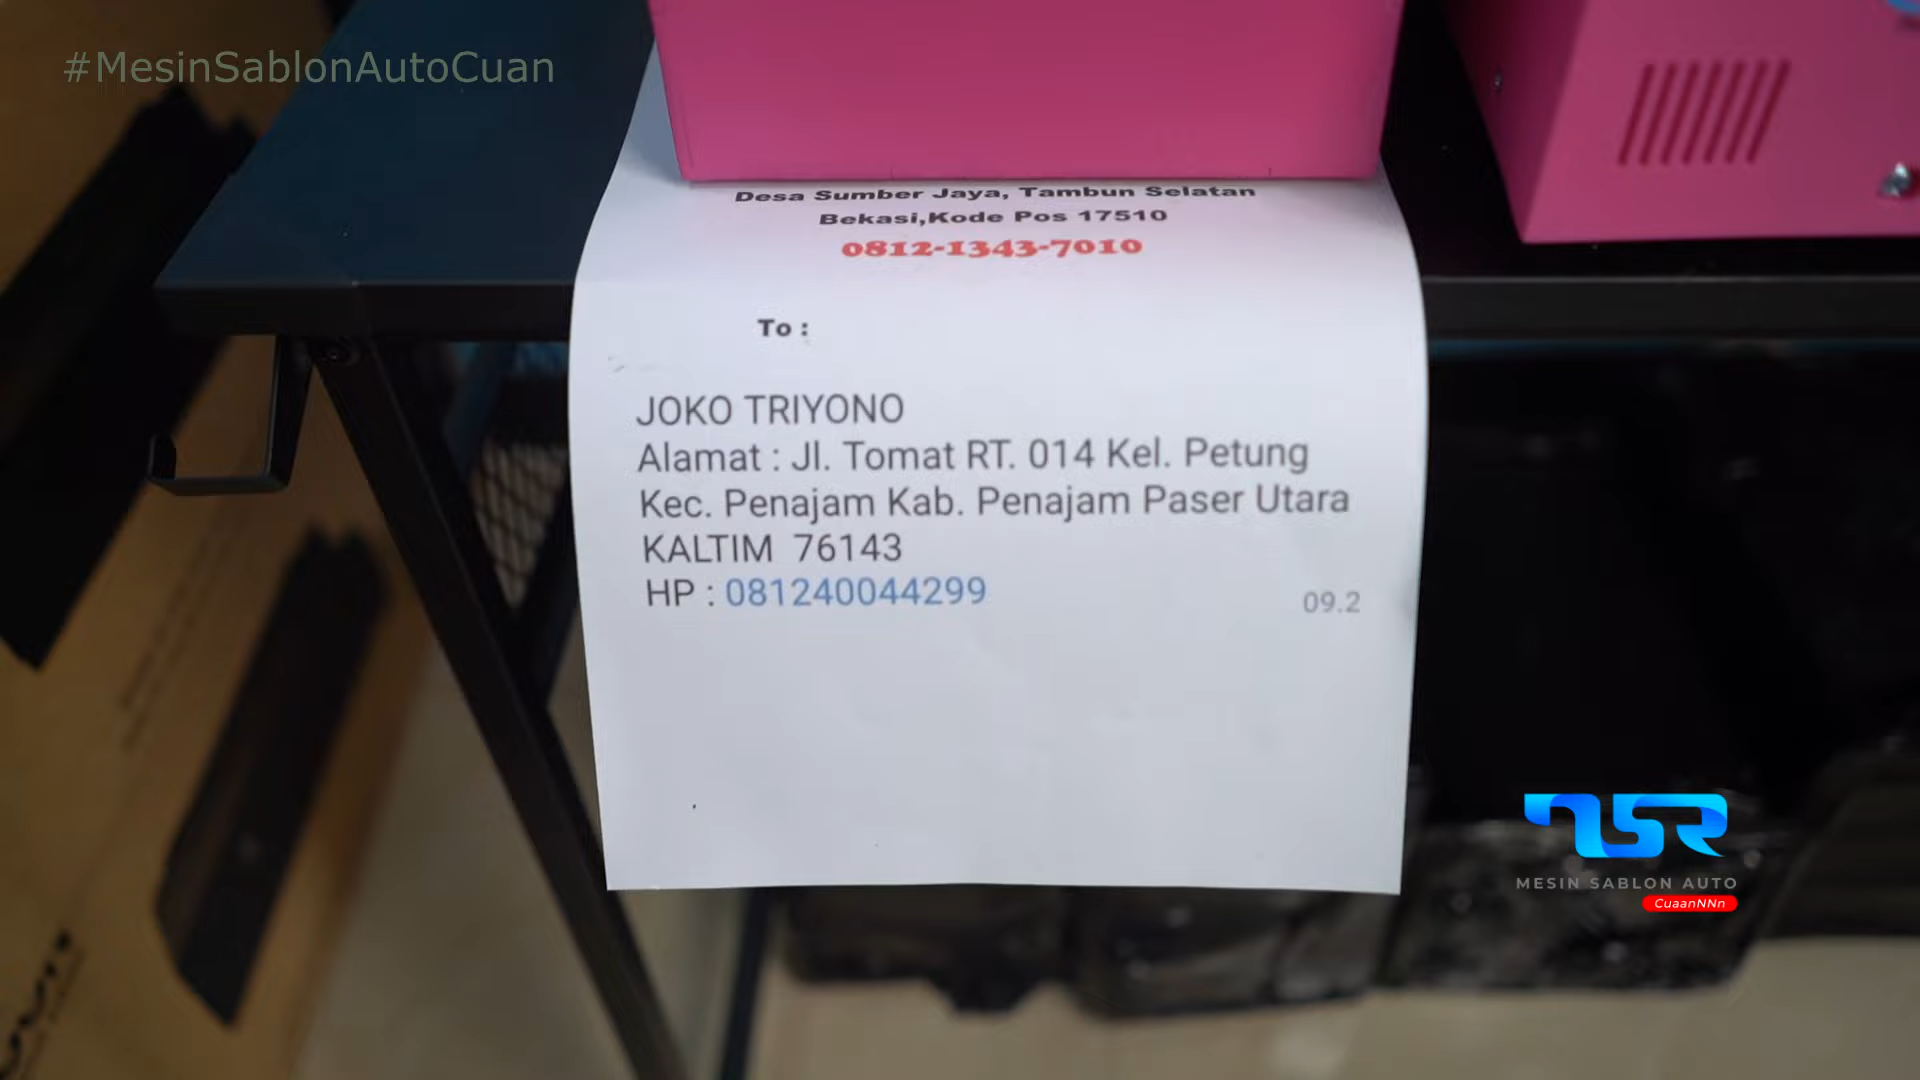 #MesinSablonAutoCuan
Desa Sumber Jaya, Tambun Selatan
Bekasi,Kode Pos 17510
0812-1343-7010
To :
JOKO TRIYONO
Alamat : Jl. Tomat RT. 014 Kel. Petung
Kec. Penajam Kab. Penajam Paser Utara
KALTIM 76143
HP : 081240044299
09.2
NSR
MESIN SABLON AUTO
CuaanNNn